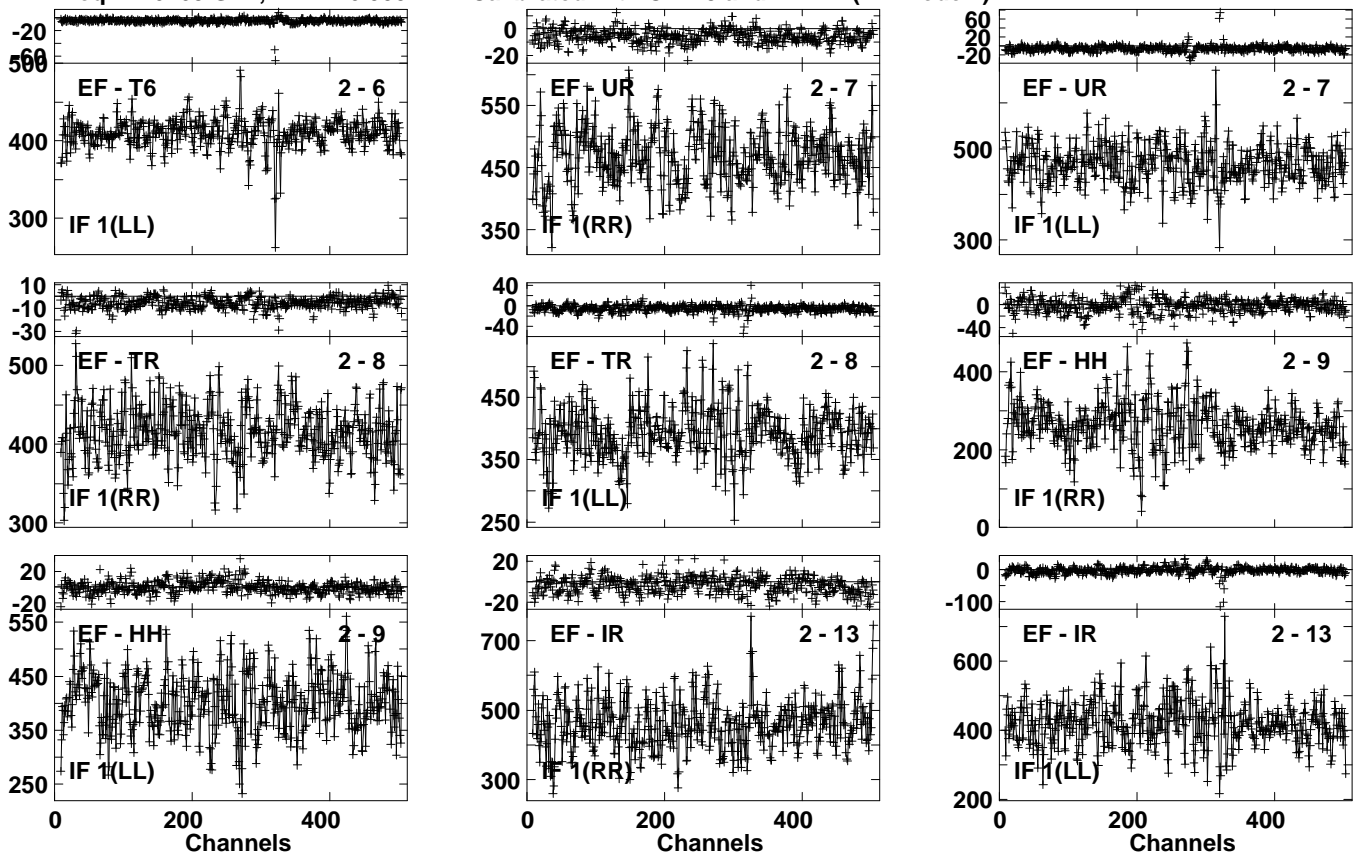 -20
-60
500
EF - T6 2 - 6
400
300
IF 1(LL)
0
-20
EF - UR 2 - 7
550
450
350
IF 1(RR)
60
20
-20
EF - UR 2 - 7
500
300
IF 1(LL)
10
-10
-30
EF - TR 2 - 8
500
400
300
IF 1(RR)
40
0
-40
EF - TR 2 - 8
450
350
250
IF 1(LL)
0
-40
EF - HH 2 - 9
400
200
0
IF 1(RR)
20
-20
EF - HH 2 - 9
550
450
350
250
IF 1(LL)
0 200 400
Channels
20
-20
EF - IR 2 - 13
700
500
300
IF 1(RR)
0 200 400
Channels
0
-100
EF - IR 2 - 13
600
400
200
IF 1(LL)
0 200 400
Channels